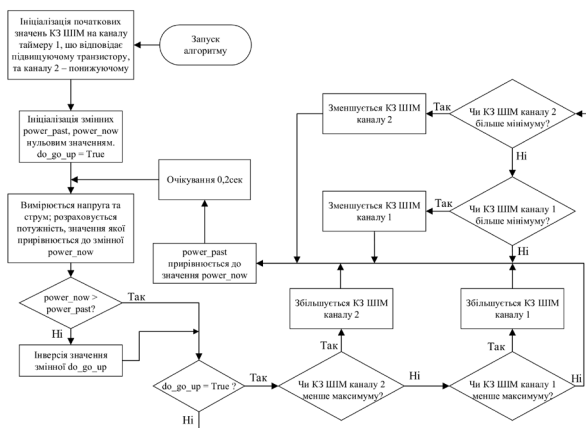 Ініціалізація початкових
значень КЗ ШІМ на каналу
таймеру 1, що відповідає
підвищуючому транзистору,
та каналу 2 – понижуючому
Запуск
алгоритму
Ініціалізація змінних
power_past, power_now
нульовим значенням.
do_go_up = True
Очікування 0,2сек
Вимірюється напруга та
струм; розраховується
потужність, значення якої
прирівнюється до змінної
power_now
power_past
прирівнюється до
значення power_now
power_now >
power_past?
Так
Ні
Інверсія значення
змінної do_go_up
do_go_up = True ?
Так
Ні
Чи КЗ ШІМ каналу 2
менше максимуму?
Так
Ні
Збільшується КЗ ШІМ
каналу 2
Чи КЗ ШІМ каналу 1
менше максимуму?
Так
Ні
Збільшується КЗ ШІМ
каналу 1
Чи КЗ ШІМ каналу 2
більше мінімуму?
Так
Ні
Зменшується КЗ ШІМ
каналу 2
Чи КЗ ШІМ каналу 1
більше мінімуму?
Так
Ні
Зменшується КЗ ШІМ
каналу 1